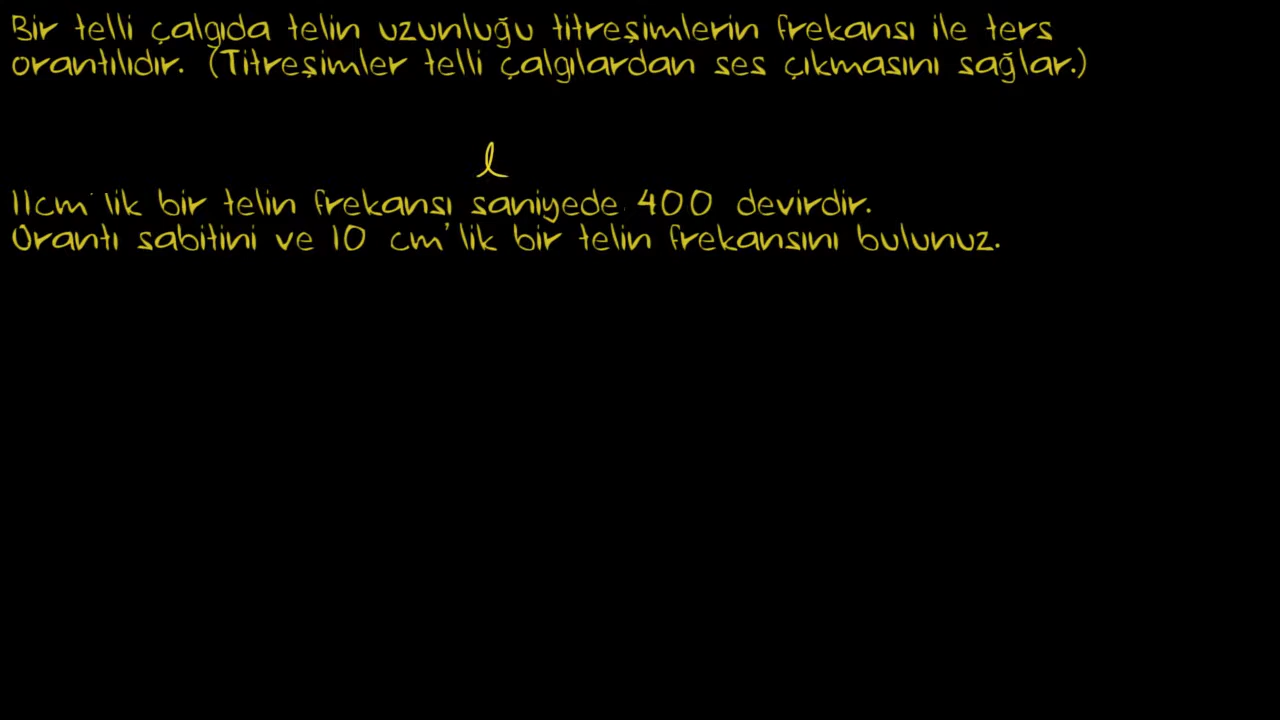 Bir telli çalgıda telin uzunluğu titreşimlerin frekansı ile ters
orantılıdır. (Titreşimler telli çalgılardan ses çıkmasını sağlar.)
l
11cm'lik bir telin frekansı saniyede 400 devirdir.
Orantı sabitini ve 10 cm'lik bir telin frekansını bulunuz.